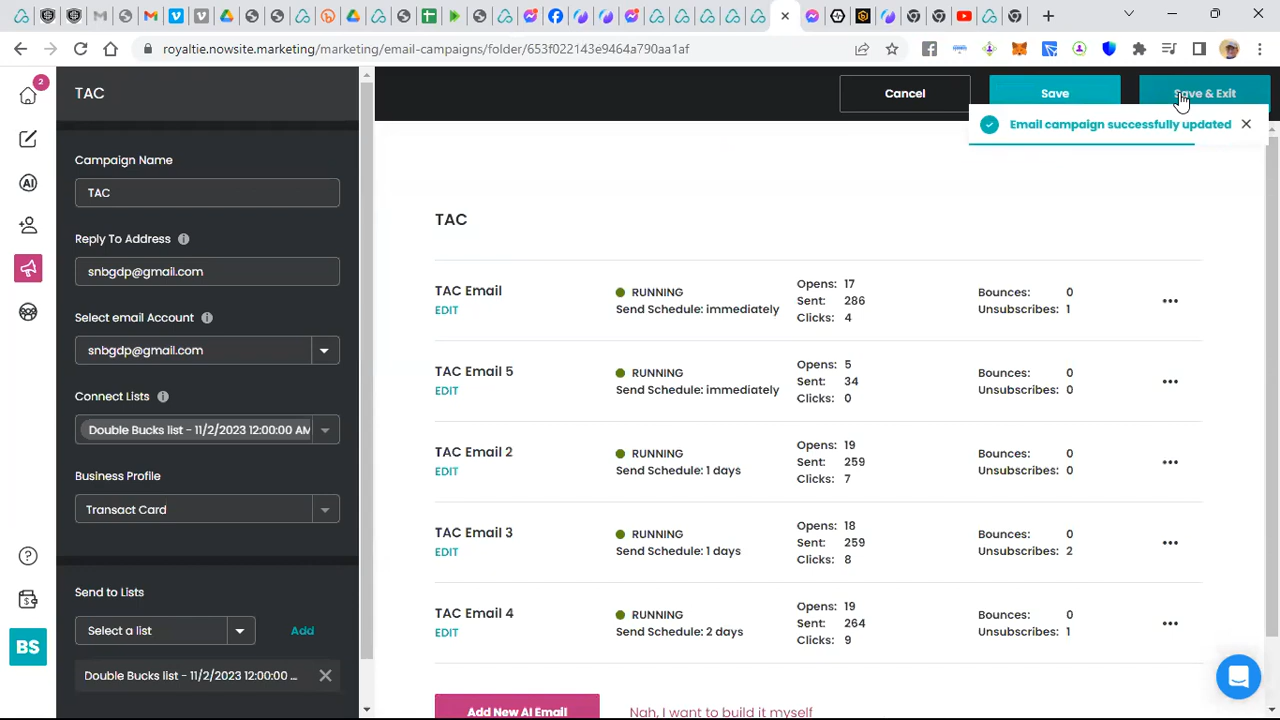 royaltie.nowsite.marketing/marketing/email-campaigns/folder/653f022143e9464a790aa1af
2
TAC
Cancel
Save
Save & Exit
Email campaign successfully updated
Campaign Name
TAC
Reply To Address
snbgdp@gmail.com
Select email Account
snbgdp@gmail.com
Connect Lists
Double Bucks list - 11/2/2023 12:00:00 AM
Business Profile
Transact Card
Send to Lists
Select a list
Add
Double Bucks list - 11/2/2023 12:00:00 ...
AI
BS
TAC
TAC Email
EDIT
RUNNING
Send Schedule: immediately
Opens: 17
Sent: 286
Clicks: 4
Bounces: 0
Unsubscribes: 1
TAC Email 5
EDIT
RUNNING
Send Schedule: immediately
Opens: 5
Sent: 34
Clicks: 0
Bounces: 0
Unsubscribes: 0
TAC Email 2
EDIT
RUNNING
Send Schedule: 1 days
Opens: 19
Sent: 259
Clicks: 7
Bounces: 0
Unsubscribes: 0
TAC Email 3
EDIT
RUNNING
Send Schedule: 1 days
Opens: 18
Sent: 259
Clicks: 8
Bounces: 0
Unsubscribes: 2
TAC Email 4
EDIT
RUNNING
Send Schedule: 2 days
Opens: 19
Sent: 264
Clicks: 9
Bounces: 0
Unsubscribes: 1
Add New AI Email
Nah, I want to build it myself